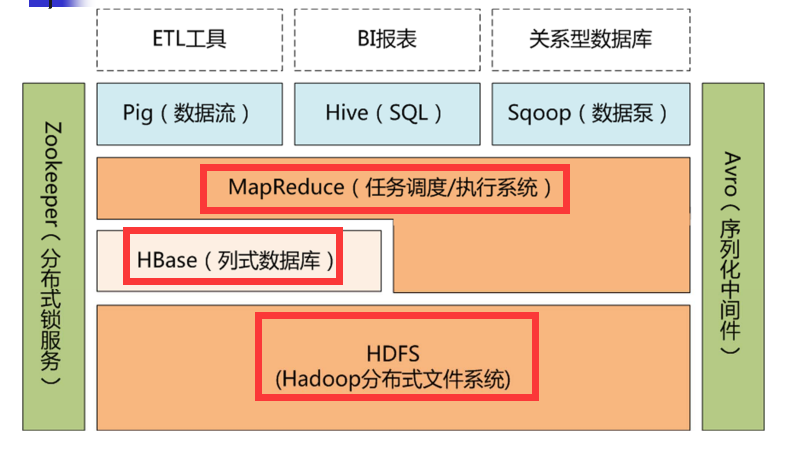 ETL工具
BI报表
关系型数据库
Zookeeper（分布式锁服务）
Pig（数据流）
Hive（SQL）
Sqoop（数据泵）
Avro（序列化中间件）
MapReduce（任务调度/执行系统）
HBase（列式数据库）
HDFS
(Hadoop分布式文件系统)